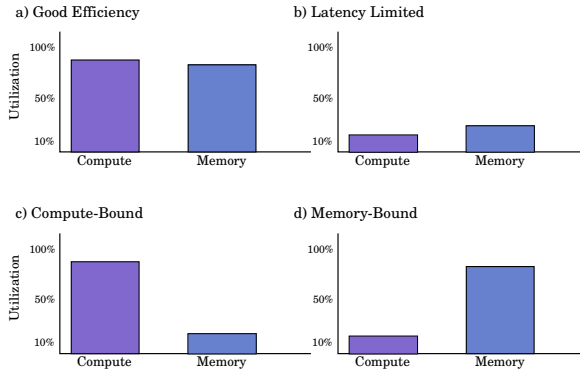 a) Good Efficiency
b) Latency Limited
Utilization
100%
50%
10%
Compute
Memory
100%
50%
10%
Compute
Memory
c) Compute-Bound
d) Memory-Bound
Utilization
100%
50%
10%
Compute
Memory
100%
50%
10%
Compute
Memory